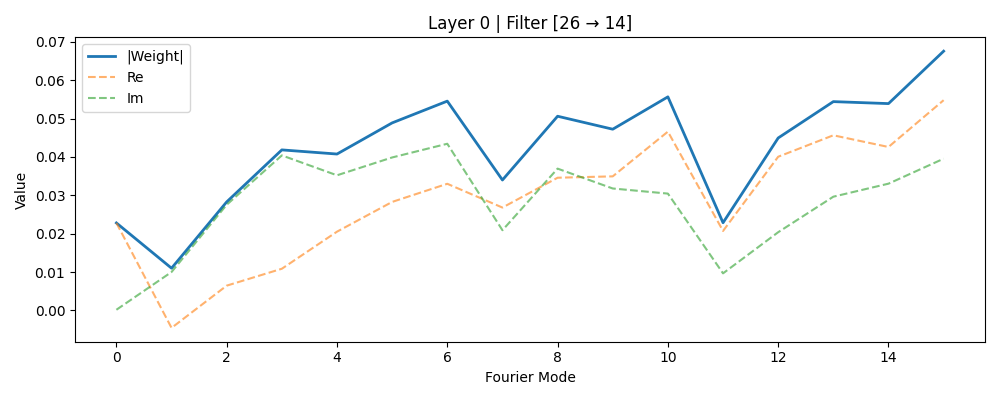 Layer 0 | Filter [26 → 14]
|Weight|
Re
Im
Value
0.07
0.06
0.05
0.04
0.03
0.02
0.01
0.00
0 2 4 6 8 10 12 14
Fourier Mode